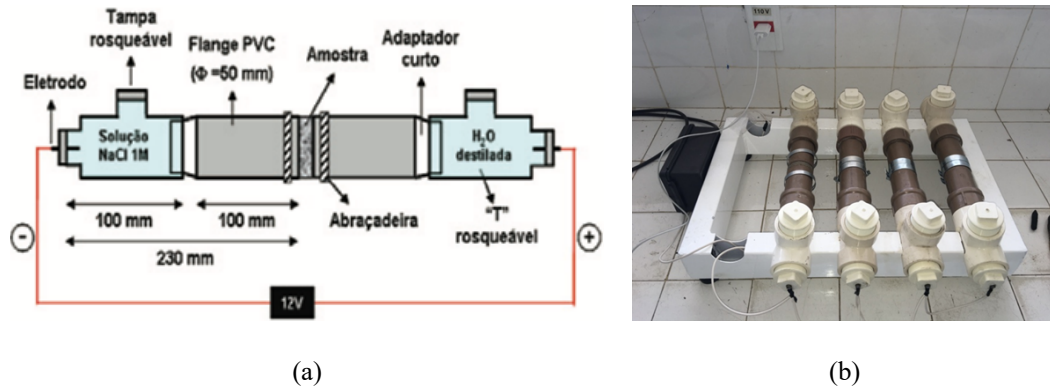 Tampa
rosqueável
Flange PVC
(Φ =50 mm)
Amostra
Adaptador
curto
Eletrodo
Solução
NaCl 1M
H₂O
destilada
100 mm
100 mm
Abraçadeira
"T"
rosqueável
230 mm
-
+
12V
110 V
(a)
(b)